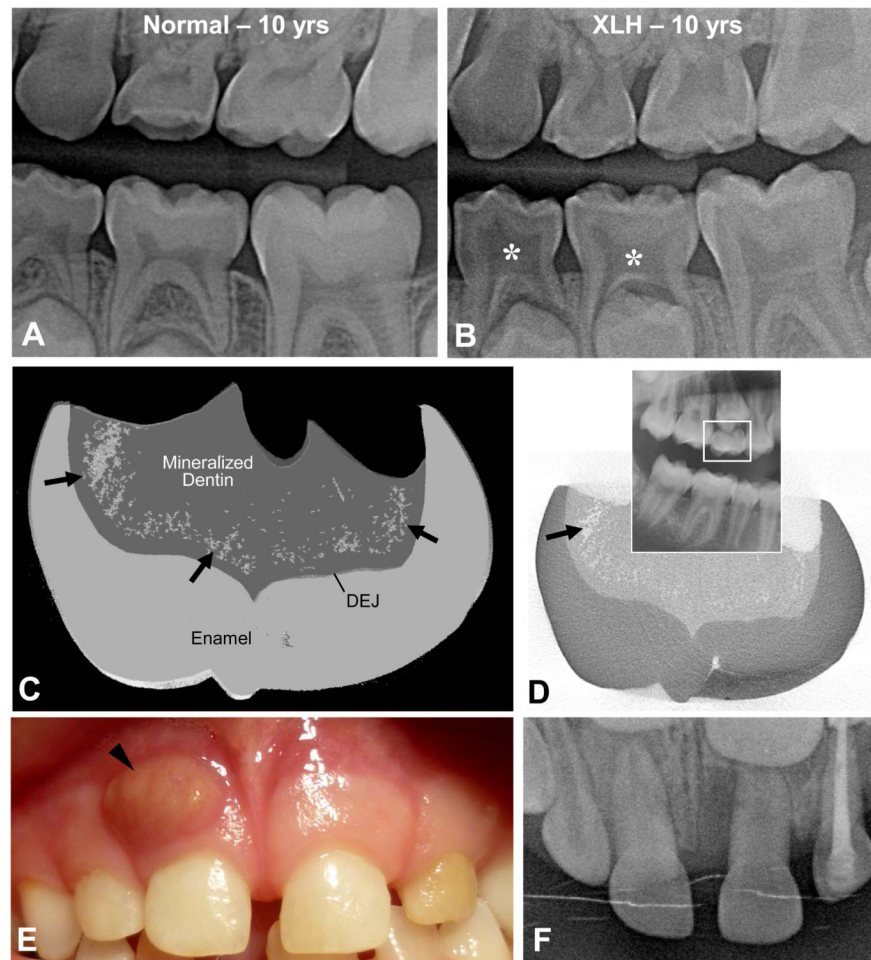 Normal – 10 yrs
XLH – 10 yrs
*
*
A
B
Mineralized
Dentin
DEJ
Enamel
C
D
E
F